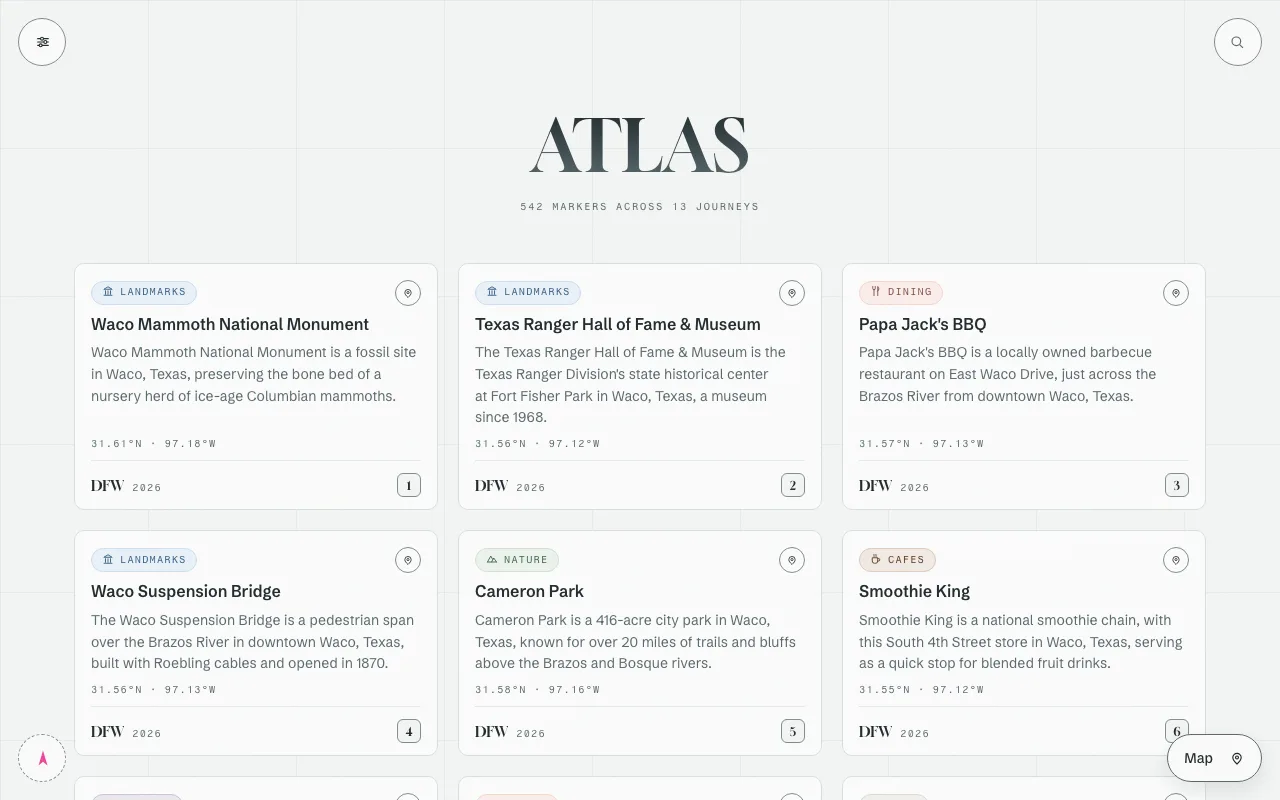 ATLAS
542 MARKERS ACROSS 13 JOURNEYS
LANDMARKS
Waco Mammoth National Monument
Waco Mammoth National Monument is a fossil site
in Waco, Texas, preserving the bone bed of a
nursery herd of ice-age Columbian mammoths.
31.61°N · 97.18°W
DFW 2026
1
LANDMARKS
Texas Ranger Hall of Fame & Museum
The Texas Ranger Hall of Fame & Museum is the
Texas Ranger Division's state historical center
at Fort Fisher Park in Waco, Texas, a museum
since 1968.
31.56°N · 97.12°W
DFW 2026
2
DINING
Papa Jack's BBQ
Papa Jack's BBQ is a locally owned barbecue
restaurant on East Waco Drive, just across the
Brazos River from downtown Waco, Texas.
31.57°N · 97.13°W
DFW 2026
3
LANDMARKS
Waco Suspension Bridge
The Waco Suspension Bridge is a pedestrian span
over the Brazos River in downtown Waco, Texas,
built with Roebling cables and opened in 1870.
31.56°N · 97.13°W
DFW 2026
4
NATURE
Cameron Park
Cameron Park is a 416-acre city park in Waco,
Texas, known for over 20 miles of trails and bluffs
above the Brazos and Bosque rivers.
31.58°N · 97.16°W
DFW 2026
5
CAFES
Smoothie King
Smoothie King is a national smoothie chain, with
this South 4th Street store in Waco, Texas, serving
as a quick stop for blended fruit drinks.
31.55°N · 97.12°W
DFW 2026
6
Map